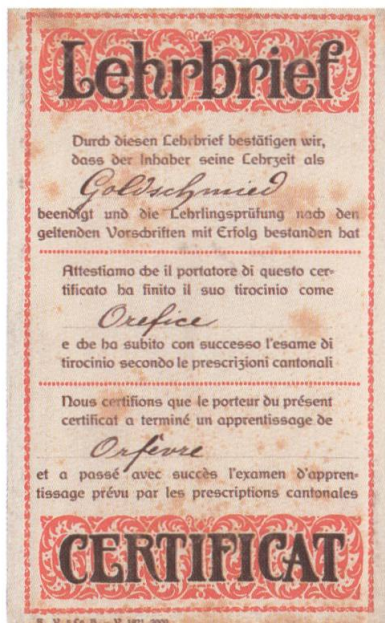 Lehrbrief
Durch diesen Lehrbrief bestätigen wir,
dass der Inhaber seine Lehrzeit als
Goldschmied
beendigt und die Lehrlingsprüfung nach den
geltenden Vorschriften mit Erfolg bestanden hat
Attestiamo che il portatore di questo cer-
tificato ha finito il suo tirocinio come
Orefice
e che ha subito con successo l'esame di
tirocinio secondo le prescrizioni cantonali
Nous certifions que le porteur du présent
certificat a terminé un apprentissage de
Orfèvre
et a passé avec succès l'examen d'appren-
tissage prévu par les prescriptions cantonales
CERTIFICAT